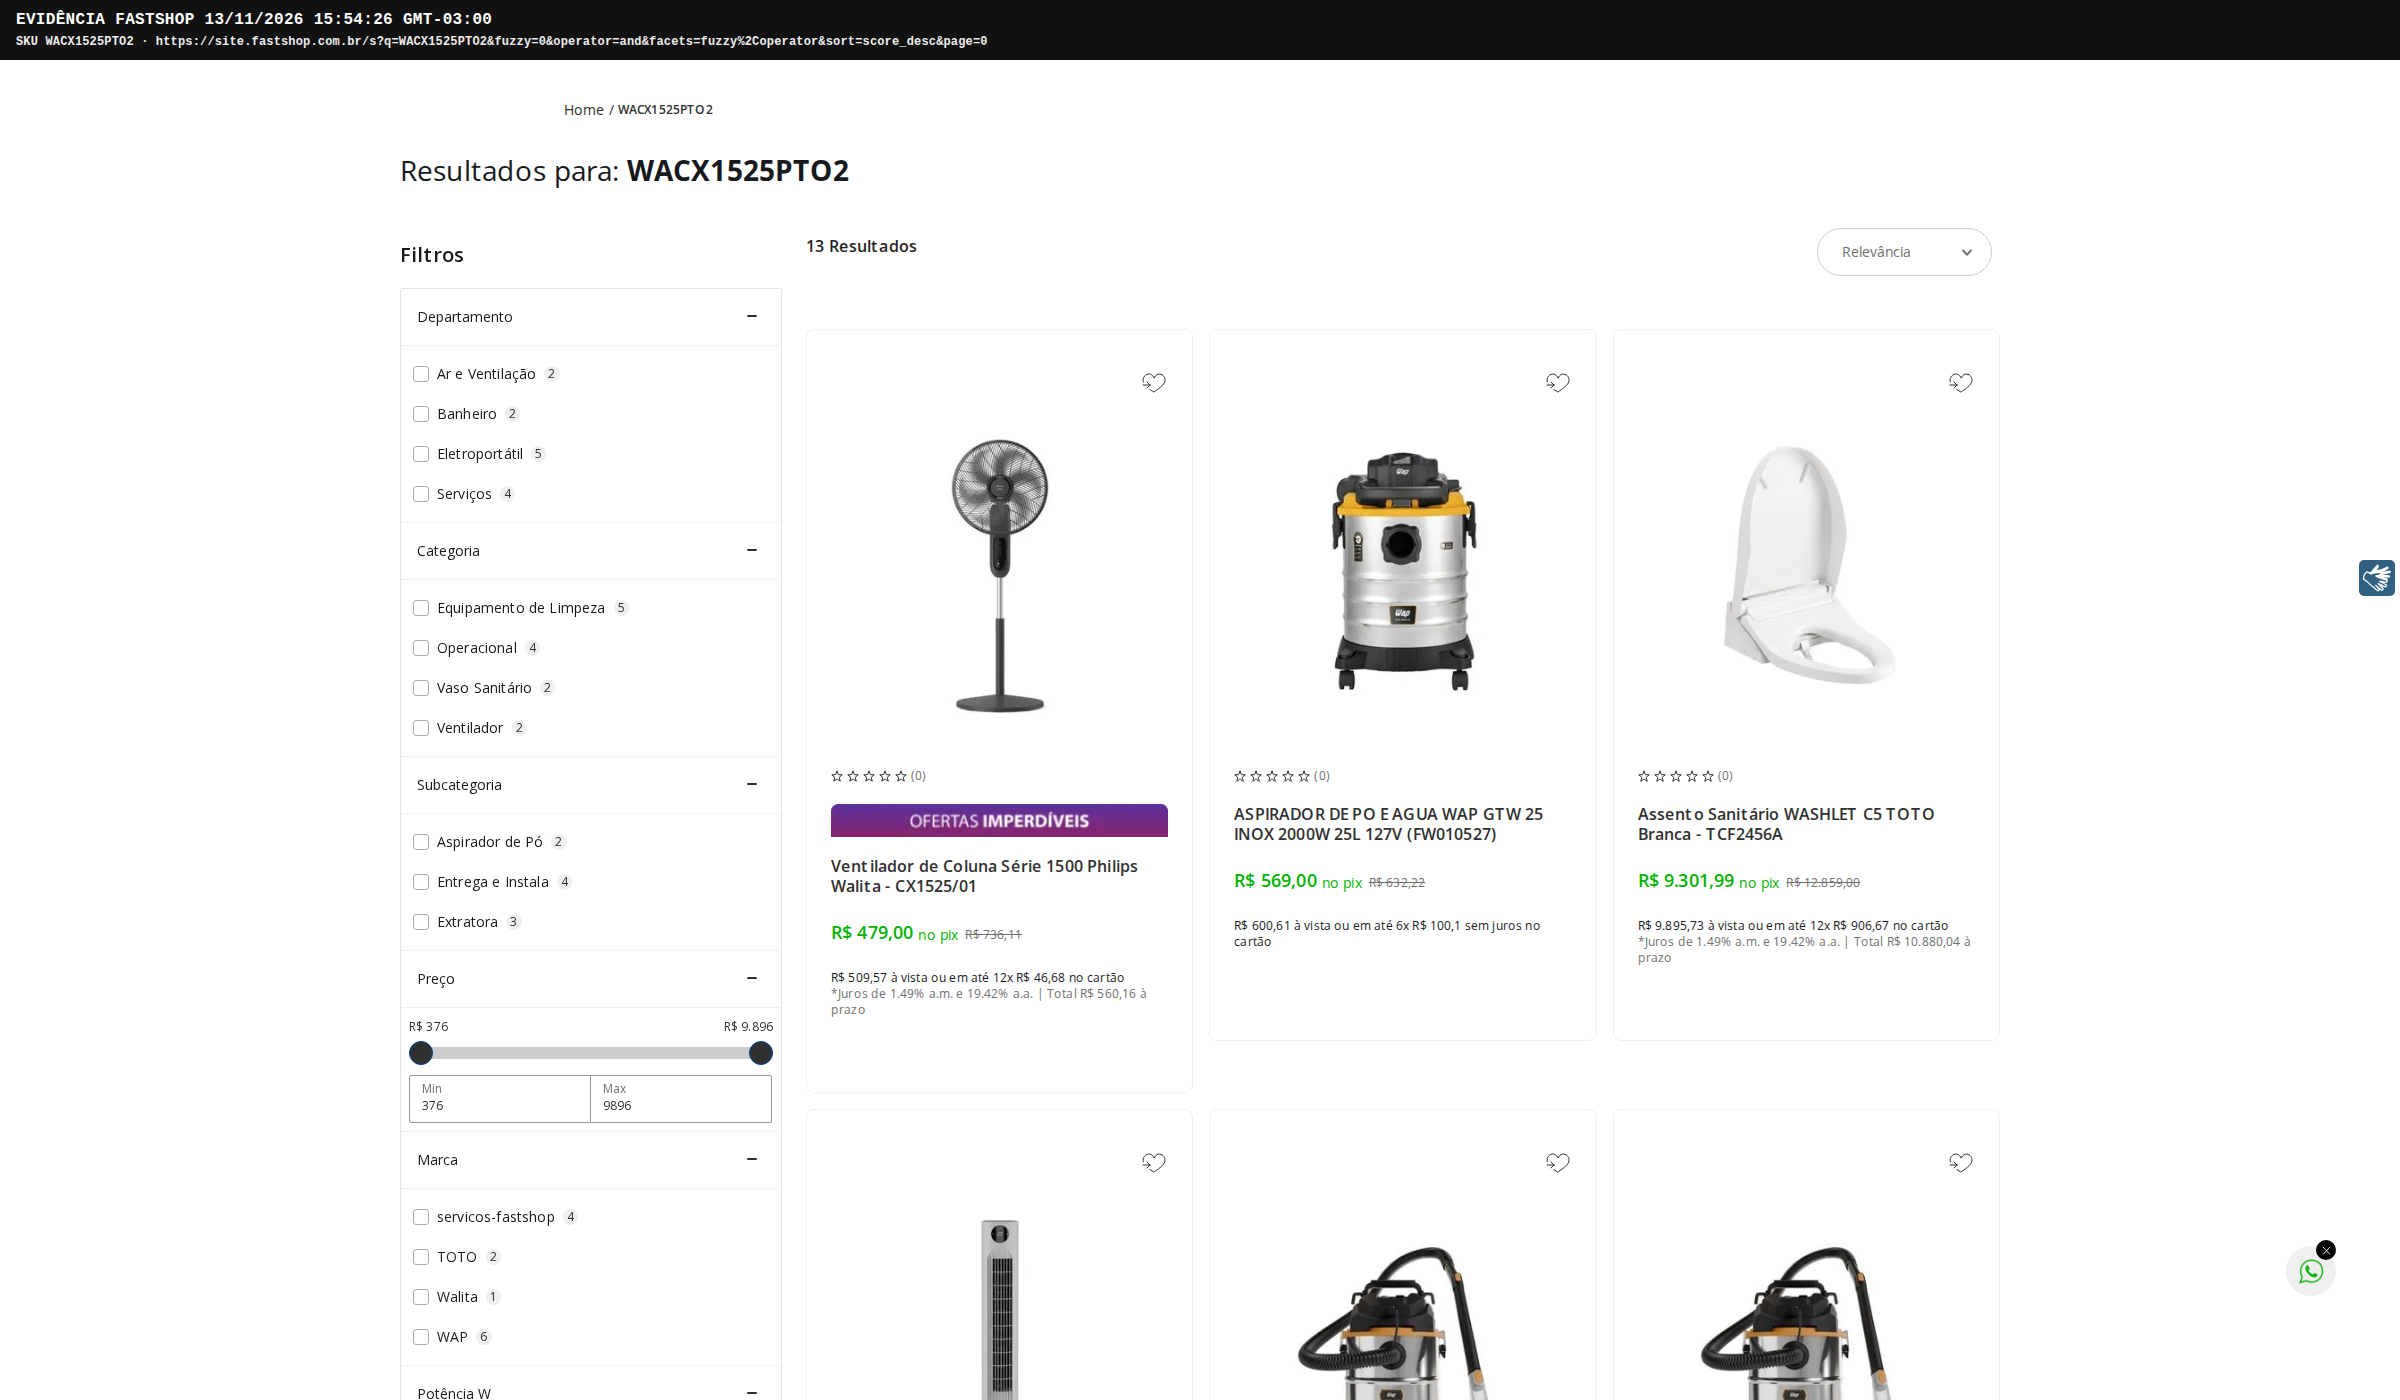 EVIDÊNCIA FASTSHOP 13/11/2026 15:54:26 GMT-03:00
SKU WACX1525PTO2 · https://site.fastshop.com.br/s?q=WACX1525PTO2&fuzzy=0&operator=and&facets=fuzzy%2Coperator&sort=score_desc&page=0
Home / WACX1525PTO2
Resultados para: WACX1525PTO2
Filtros
13 Resultados
Relevância
Departamento
Ar e Ventilação 2
Banheiro 2
Eletroportátil 5
Serviços 4
Categoria
Equipamento de Limpeza 5
Operacional 4
Vaso Sanitário 2
Ventilador 2
Subcategoria
Aspirador de Pó 2
Entrega e Instala 4
Extratora 3
Preço
R$ 376 R$ 9.896
Min Max
376 9896
Marca
servicos-fastshop 4
TOTO 2
Walita 1
WAP 6
Potência W
(0)
OFERTAS IMPERDÍVEIS
Ventilador de Coluna Série 1500 Philips
Walita - CX1525/01
R$ 479,00 no pix R$ 736,11
R$ 509,57 à vista ou em até 12x R$ 46,68 no cartão
*Juros de 1.49% a.m. e 19.42% a.a. | Total R$ 560,16 à
prazo
Wap
Wap
(0)
ASPIRADOR DE PO E AGUA WAP GTW 25
INOX 2000W 25L 127V (FW010527)
R$ 569,00 no pix R$ 632,22
R$ 600,61 à vista ou em até 6x R$ 100,1 sem juros no
cartão
(0)
Assento Sanitário WASHLET C5 TOTO
Branca - TCF2456A
R$ 9.301,99 no pix R$ 12.859,00
R$ 9.895,73 à vista ou em até 12x R$ 906,67 no cartão
*Juros de 1.49% a.m. e 19.42% a.a. | Total R$ 10.880,04 à
prazo